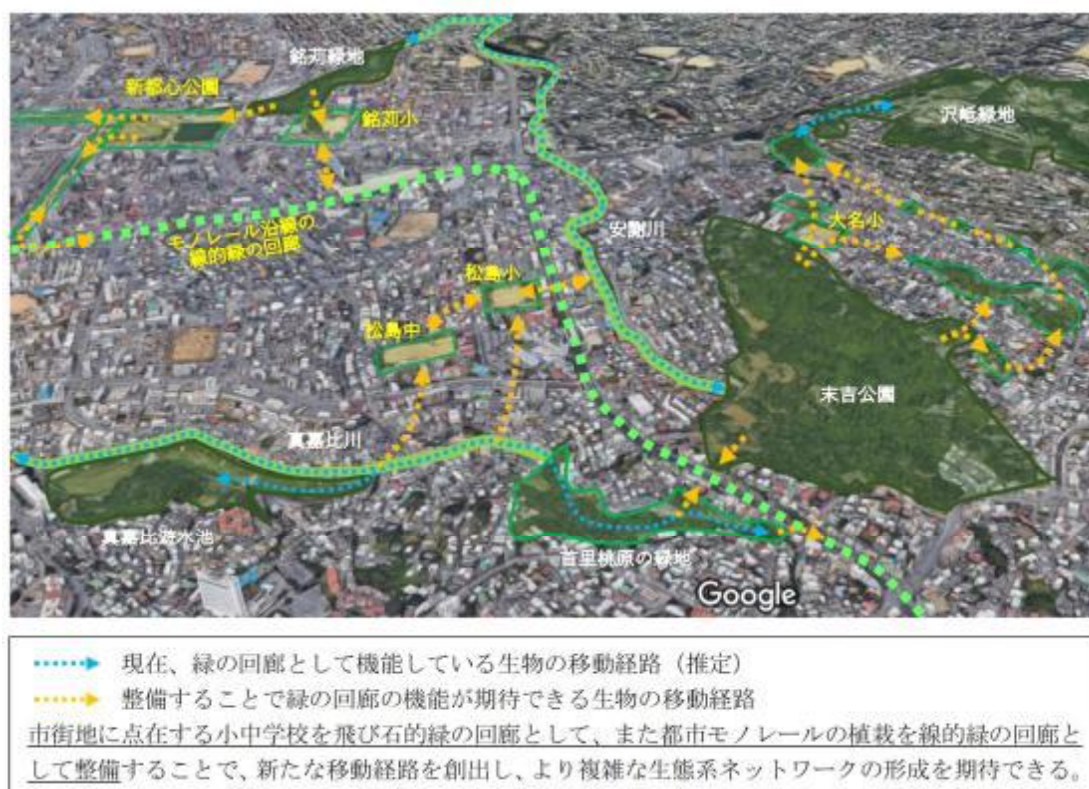 銘苅緑地
新都心公園
銘苅小
沢岻緑地
大名小
安謝川
モノレール沿線の
線的緑の回廊
松島小
松島中
末吉公園
真嘉比川
真嘉比遊水池
首里桃原の緑地
Google
現在、緑の回廊として機能している生物の移動経路（推定）
整備することで緑の回廊の機能が期待できる生物の移動経路
市街地に点在する小中学校を飛び石的緑の回廊として、また都市モノレールの植栽を線的緑の回廊と
して整備することで、新たな移動経路を創出し、より複雑な生態系ネットワークの形成を期待できる。